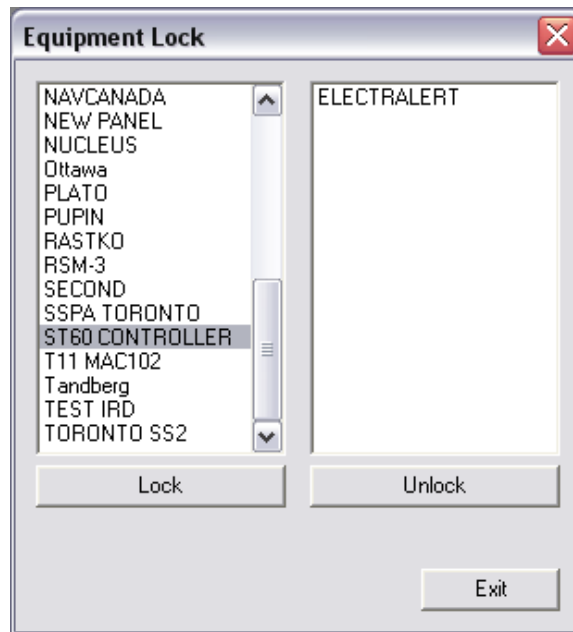 Equipment Lock
NAVCANADA
NEW PANEL
NUCLEUS
Ottawa
PLATO
PUPIN
RASTKO
RSM-3
SECOND
SSPA TORONTO
ST60 CONTROLLER
T11 MAC102
Tandberg
TEST IRD
TORONTO SS2
ELECTRALERT
Lock
Unlock
Exit